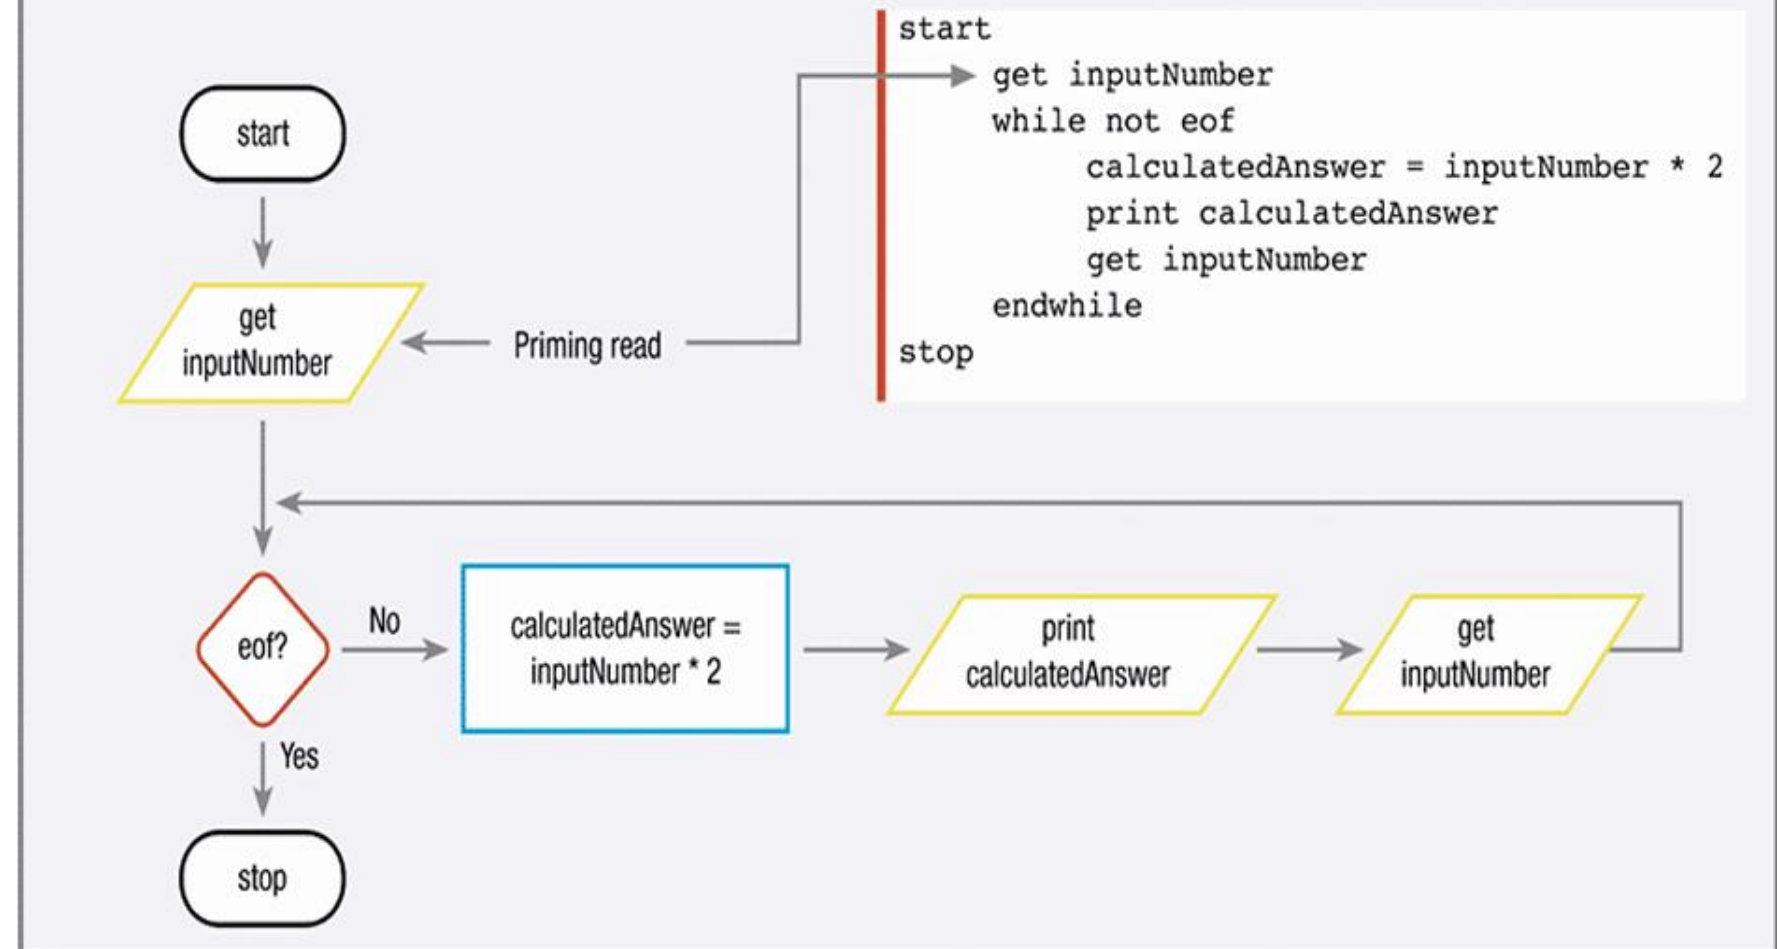 start
get inputNumber
while not eof
calculatedAnswer = inputNumber * 2
print calculatedAnswer
get inputNumber
endwhile
stop
start
get
inputNumber
Priming read
eof?
No
calculatedAnswer =
inputNumber * 2
print
calculatedAnswer
get
inputNumber
Yes
stop